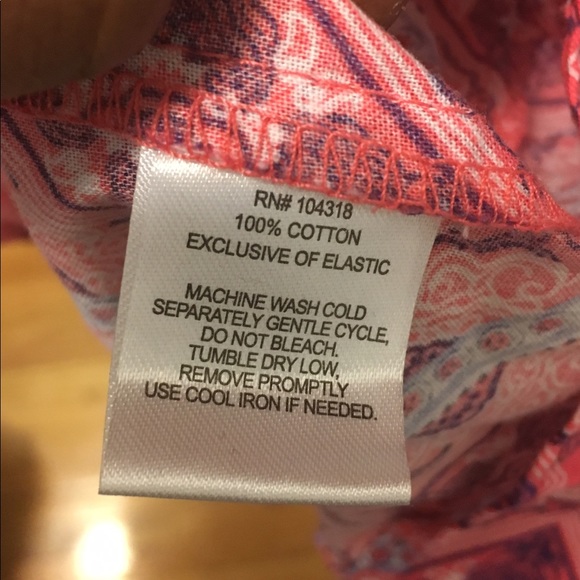 RN# 104318
100% COTTON
EXCLUSIVE OF ELASTIC
MACHINE WASH COLD
SEPARATELY GENTLE CYCLE,
DO NOT BLEACH.
TUMBLE DRY LOW,
REMOVE PROMPTLY
USE COOL IRON IF NEEDED.